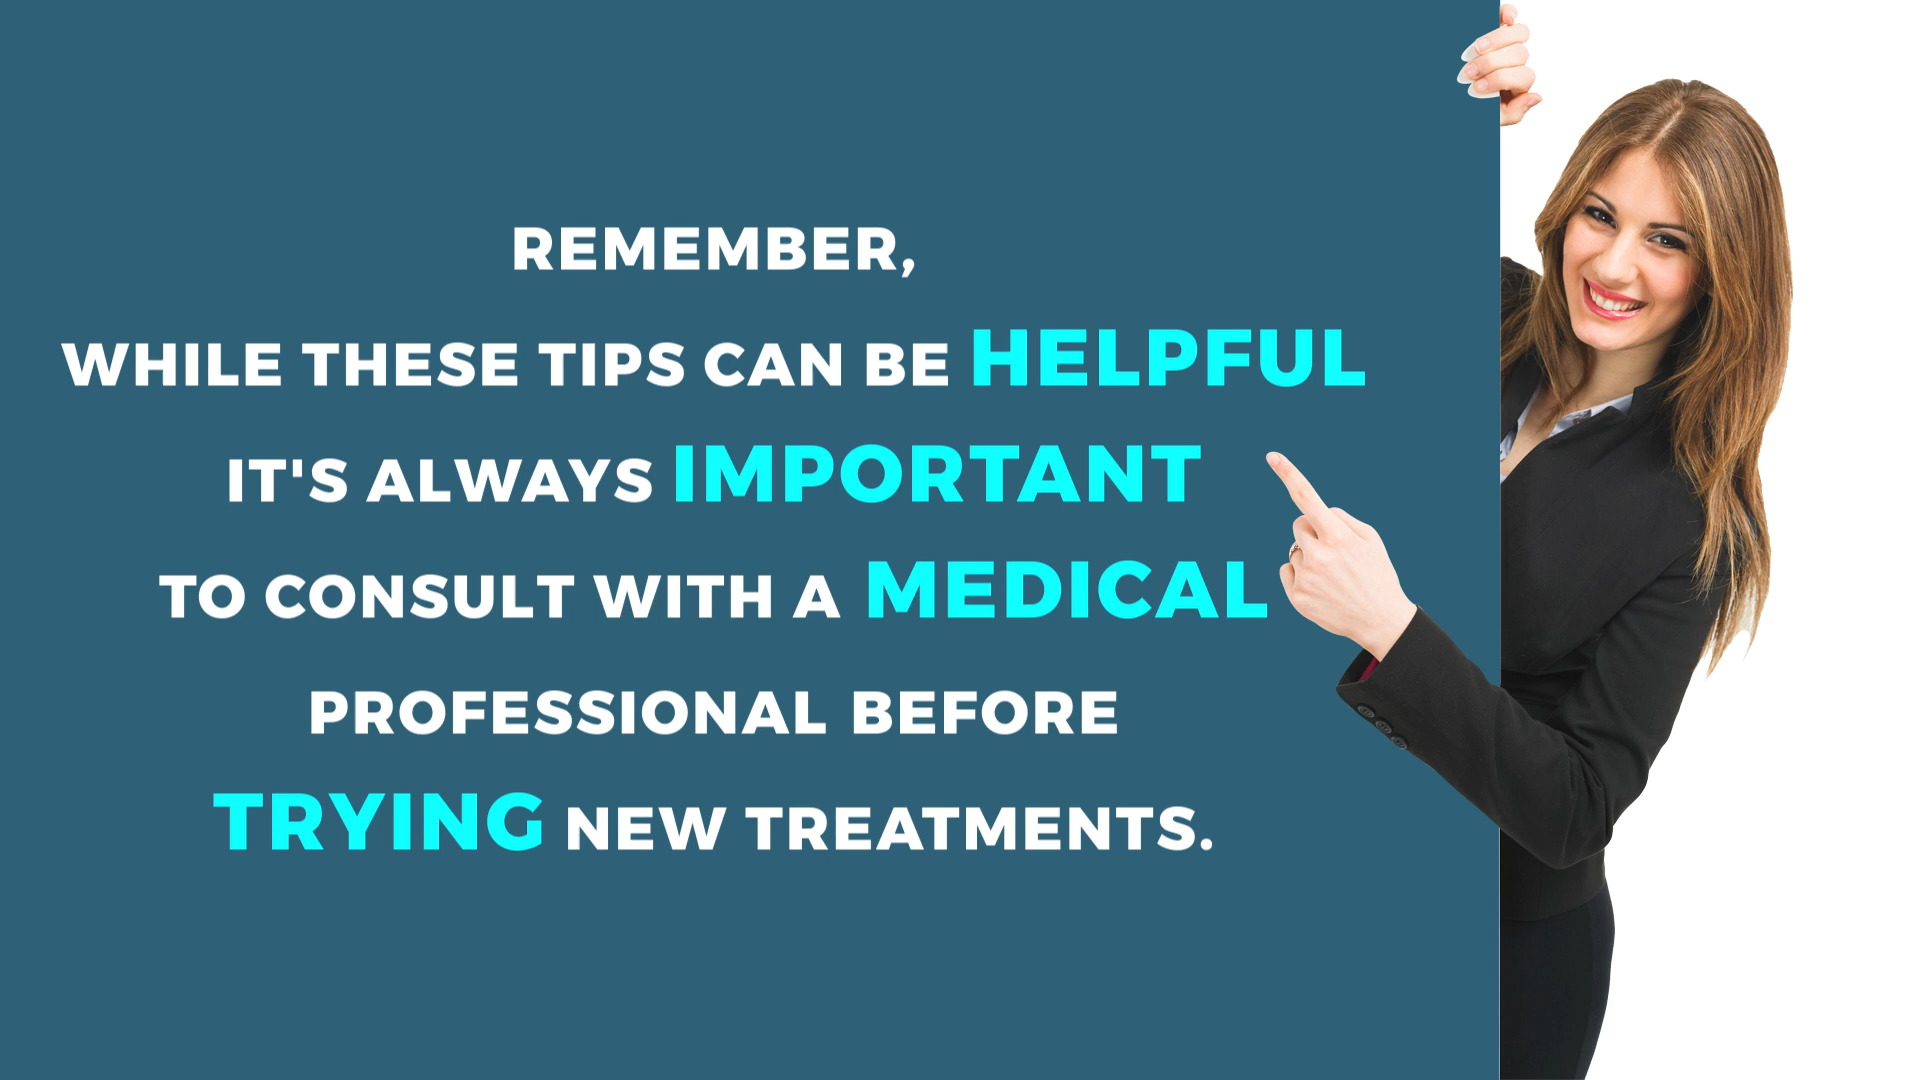 REMEMBER,
WHILE THESE TIPS CAN BE HELPFUL
IT'S ALWAYS IMPORTANT
TO CONSULT WITH A MEDICAL
PROFESSIONAL BEFORE
TRYING NEW TREATMENTS.